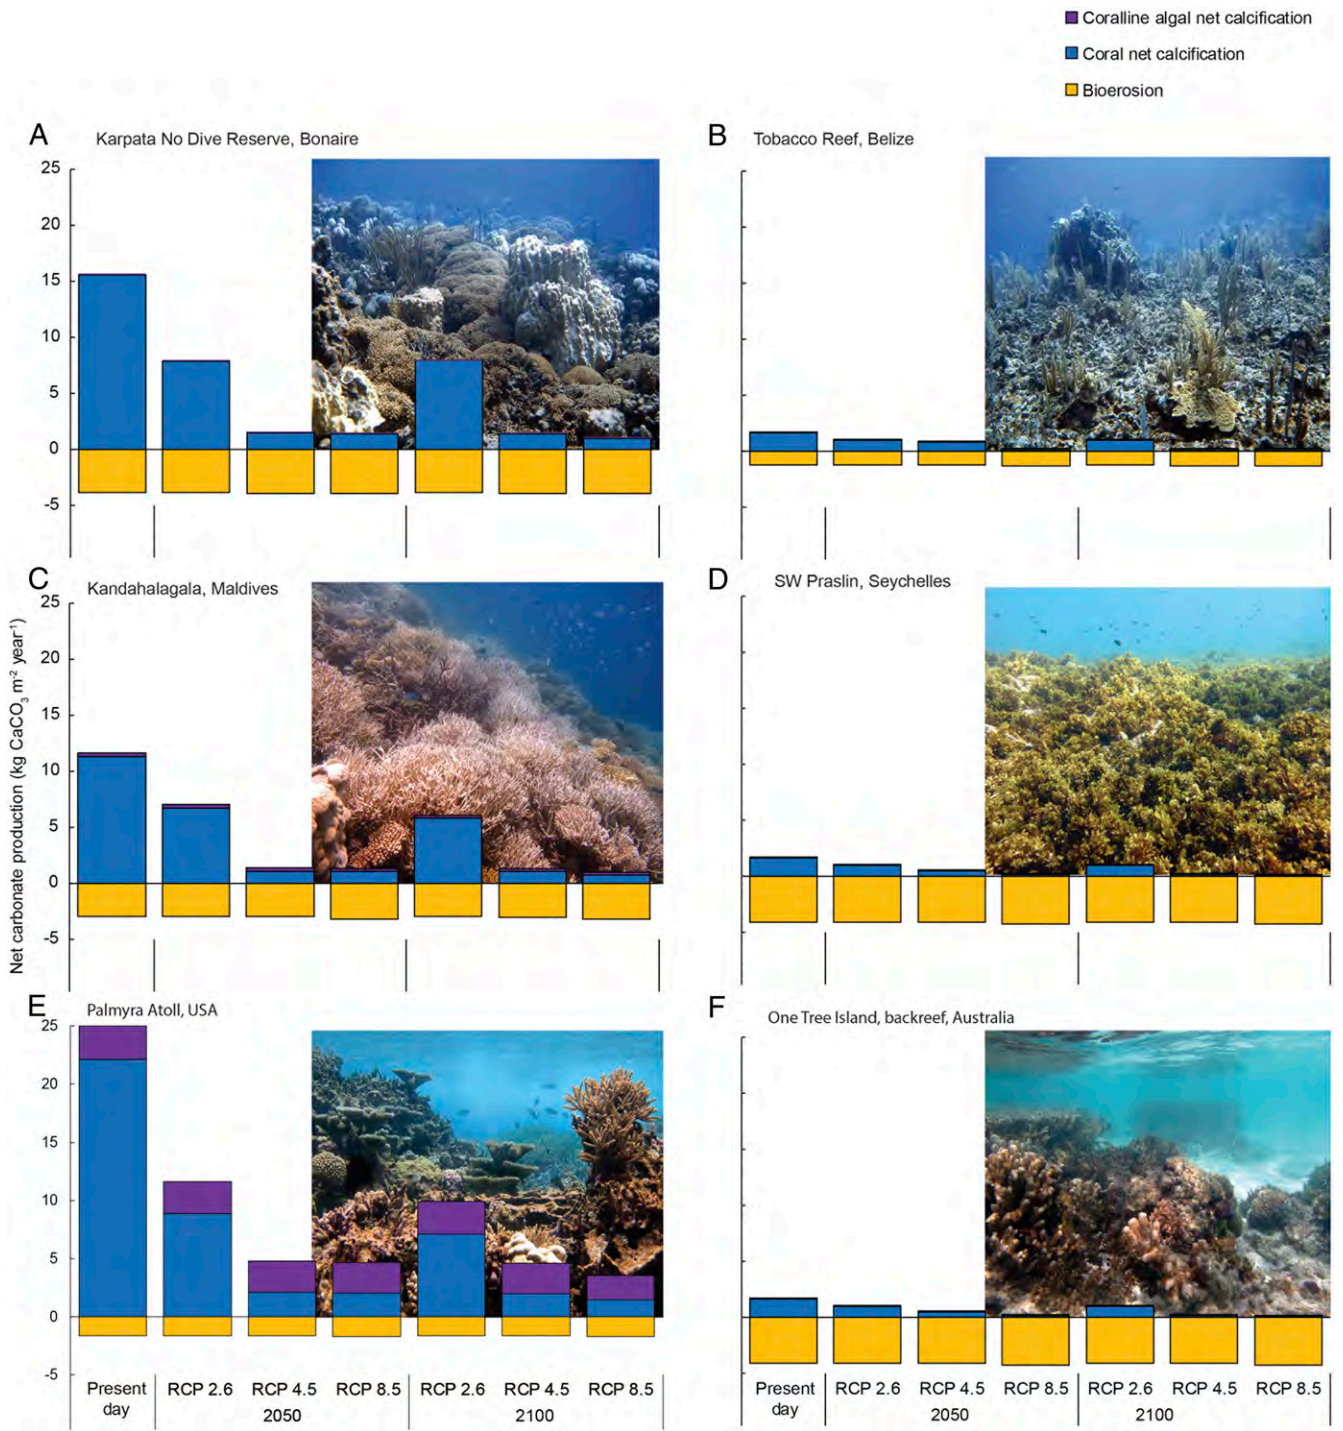 Coralline algal net calcification
Coral net calcification
Bioerosion
A
Karpata No Dive Reserve, Bonaire
25
20
15
10
5
0
-5
B
Tobacco Reef, Belize
C
Kandahalagala, Maldives
25
20
15
10
5
0
-5
D
SW Praslin, Seychelles
Net carbonate production (kg CaCO3 m-2 year-1)
E
Palmyra Atoll, USA
25
20
15
10
5
0
-5
F
One Tree Island, backreef, Australia
Present day
RCP 2.6 RCP 4.5 RCP 8.5 RCP 2.6 RCP 4.5 RCP 8.5
2050 2100
Present day
RCP 2.6 RCP 4.5 RCP 8.5 RCP 2.6 RCP 4.5 RCP 8.5
2050 2100